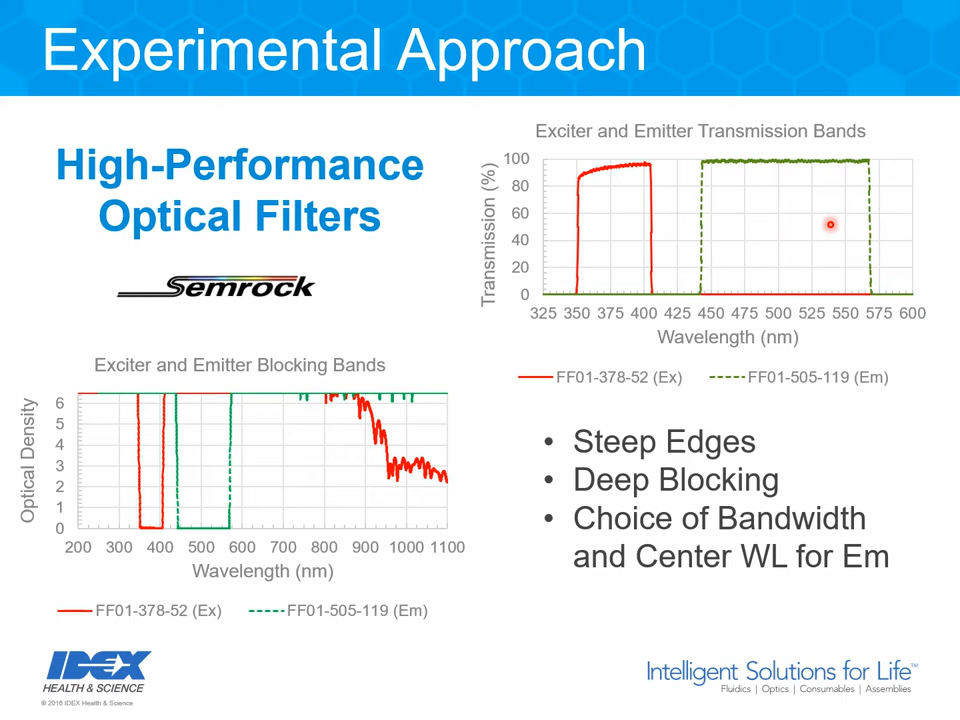 Experimental Approach
High-Performance
Optical Filters
Semrock
Exciter and Emitter Transmission Bands
Transmission (%)
100
80
60
40
20
0
325 350 375 400 425 450 475 500 525 550 575 600
Wavelength (nm)
FF01-378-52 (Ex) FF01-505-119 (Em)
Exciter and Emitter Blocking Bands
Optical Density
6
5
4
3
2
1
0
200 300 400 500 600 700 800 900 1000 1100
Wavelength (nm)
FF01-378-52 (Ex) FF01-505-119 (Em)
• Steep Edges
• Deep Blocking
• Choice of Bandwidth
and Center WL for Em
IDEX
HEALTH & SCIENCE
© 2016 IDEX Health & Science
Intelligent Solutions for Life™
Fluidics | Optics | Consumables | Assemblies